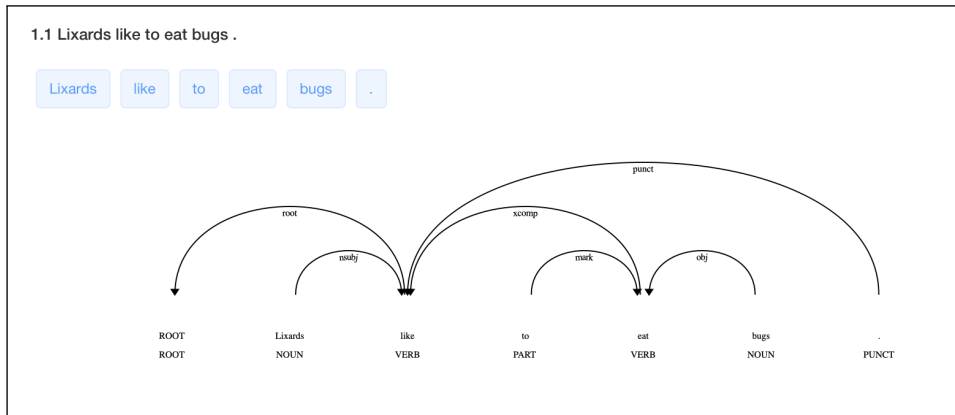 1.1 Lixards like to eat bugs .
Lixards like to eat bugs .
punct
root xcomp
nsubj mark obj
ROOT Lixards like to eat bugs .
ROOT NOUN VERB PART VERB NOUN PUNCT